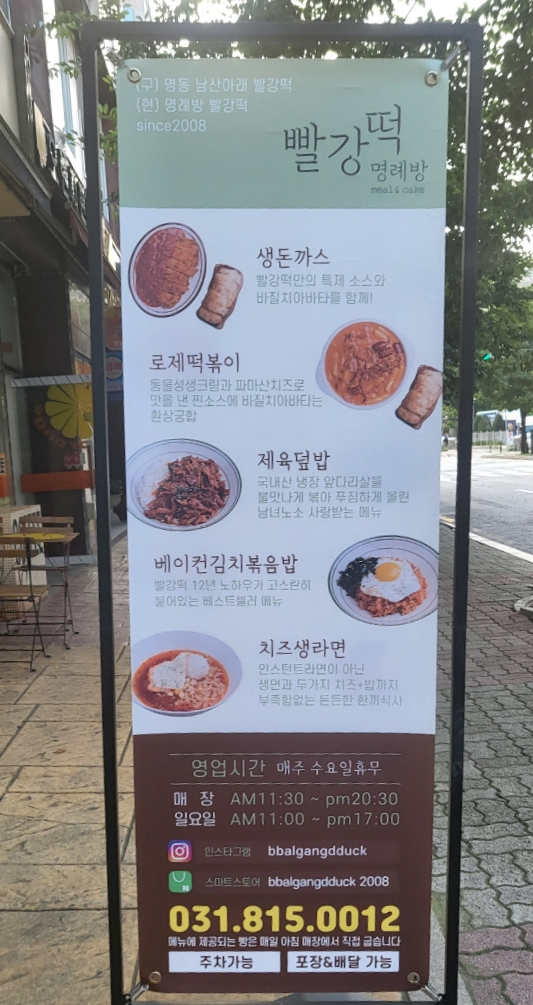 (구) 명동 남산아래 빨강떡
(현) 명례방 빨강떡
since2008
빨강떡
명례방
meal & cake
생돈까스
빨강떡만의 특제 소스와
바질치아바타를 함께!
로제떡볶이
동물성생크림과 파마산치즈로
맛을 낸 찐소스에 바질치아바타는
환상궁합
제육덮밥
국내산 냉장 앞다리살을
불맛나게 볶아 푸짐하게 올린
남녀노소 사랑받는 메뉴
베이컨김치볶음밥
빨강떡 12년 노하우가 고스란히
물어있는 베스트셀러 메뉴
치즈생라면
인스턴트라면이 아닌
생면과 두가지 치즈+밥까지
부족함없는 든든한 한끼식사
영업시간 매주 수요일휴무
매 장 AM11:30 ~ pm20:30
일요일 AM11:00 ~ pm17:00
인스타그램 bbalgangdduck
스마트스토어 bbalgangdduck 2008
031.815.0012
메뉴에 제공되는 빵은 매일 아침 매장에서 직접 굽습니다
주차가능 포장&배달 가능